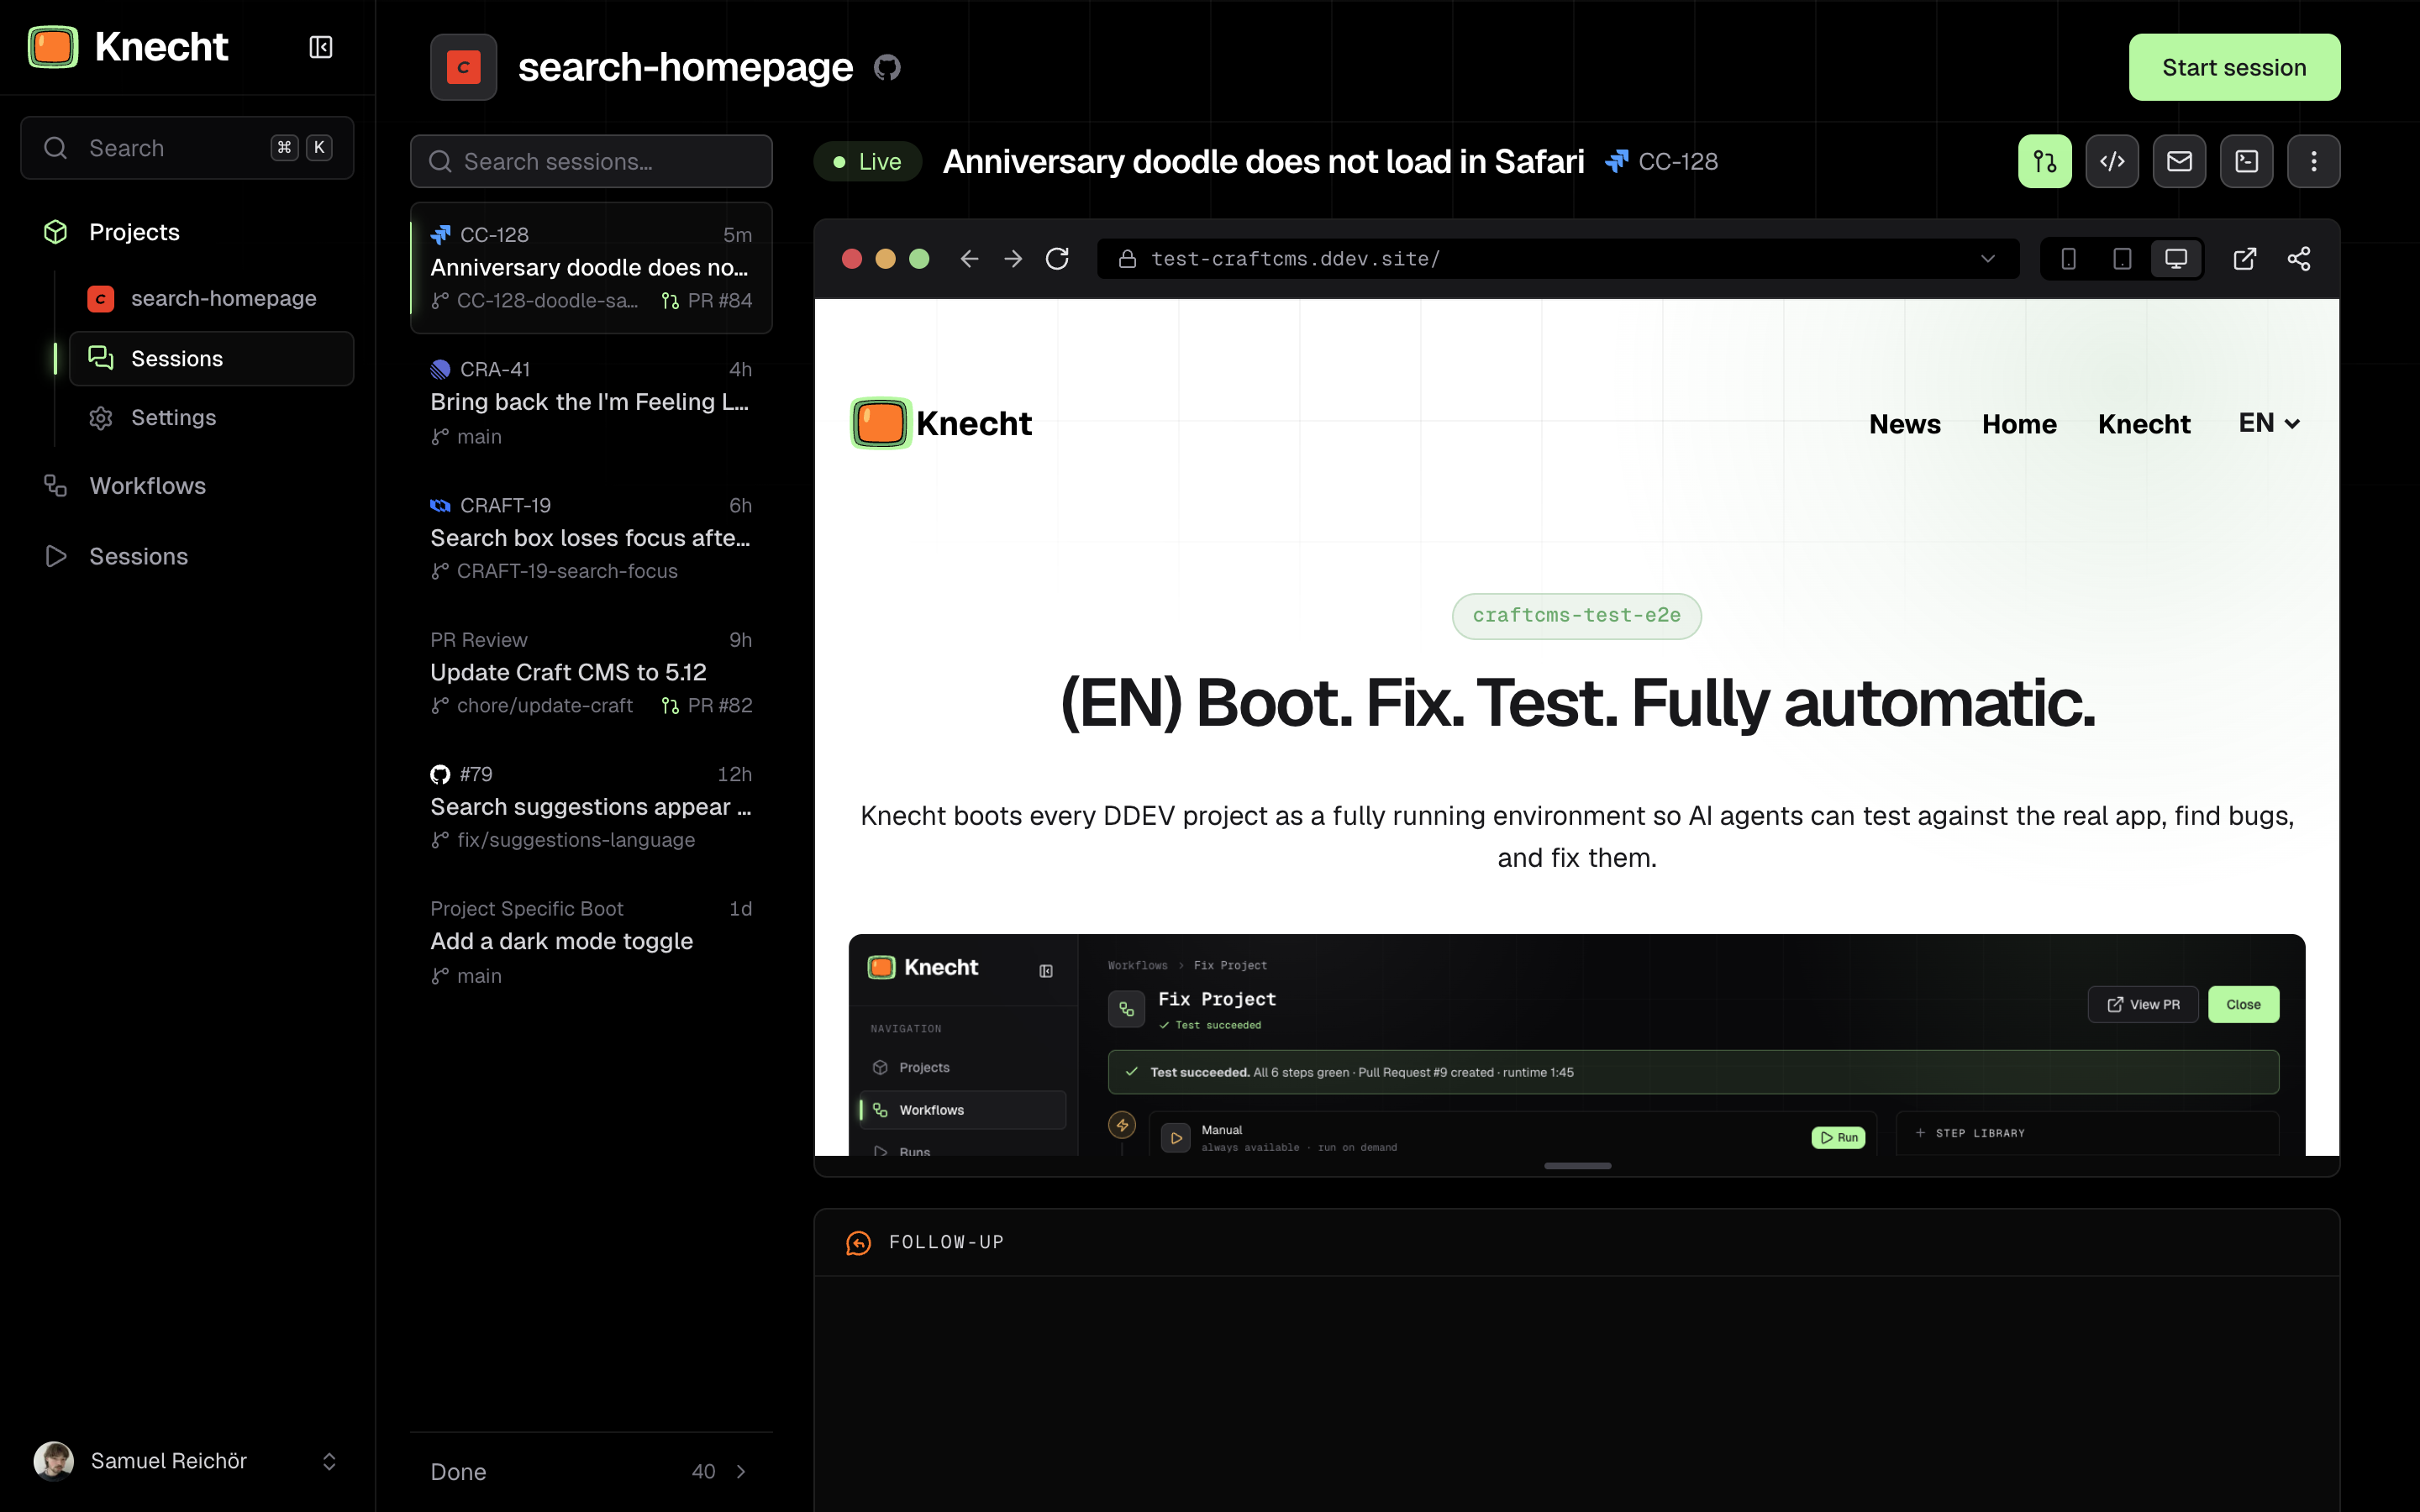 Knecht
Search
⌘ K
Projects
search-homepage
Sessions
Settings
Workflows
Sessions
Samuel Reichör
search-homepage
Start session
Search sessions...
CC-128 5m
Anniversary doodle does no...
CC-128-doodle-sa... PR #84
CRA-41 4h
Bring back the I'm Feeling L...
main
CRAFT-19 6h
Search box loses focus afte...
CRAFT-19-search-focus
PR Review 9h
Update Craft CMS to 5.12
chore/update-craft PR #82
#79 12h
Search suggestions appear ...
fix/suggestions-language
Project Specific Boot 1d
Add a dark mode toggle
main
Done 40
Live Anniversary doodle does not load in Safari CC-128
test-craftcms.ddev.site/
Knecht
News Home Knecht EN
craftcms-test-e2e
(EN) Boot. Fix. Test. Fully automatic.
Knecht boots every DDEV project as a fully running environment so AI agents can test against the real app, find bugs,
and fix them.
Knecht
NAVIGATION
Projects
Workflows
Runs
Workflows > Fix Project
Fix Project
Test succeeded
View PR Close
Test succeeded. All 6 steps green · Pull Request #9 created · runtime 1:45
Manual
always available · run on demand
Run
+ STEP LIBRARY
FOLLOW-UP